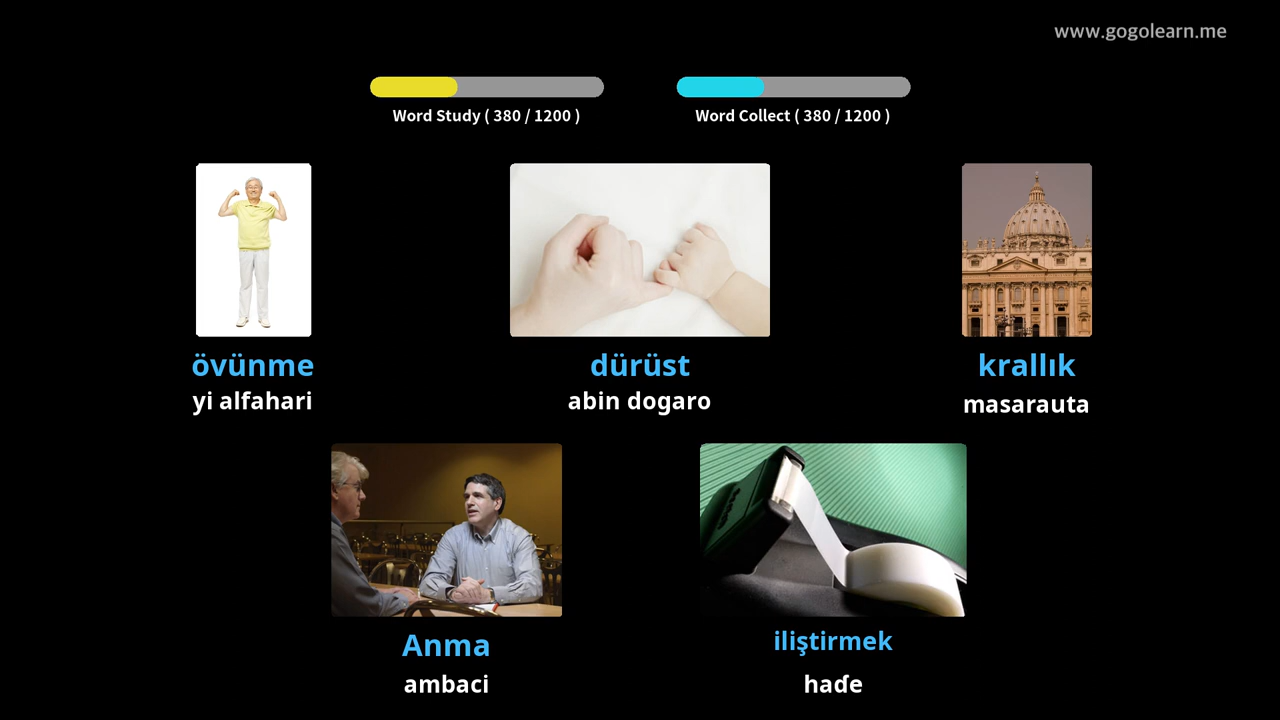 www.gogolearn.me
Word Study ( 380 / 1200 )
Word Collect ( 380 / 1200 )
övünme
yi alfahari
dürüst
abin dogaro
krallık
masarauta
Anma
ambaci
iliştirmek
haɗe